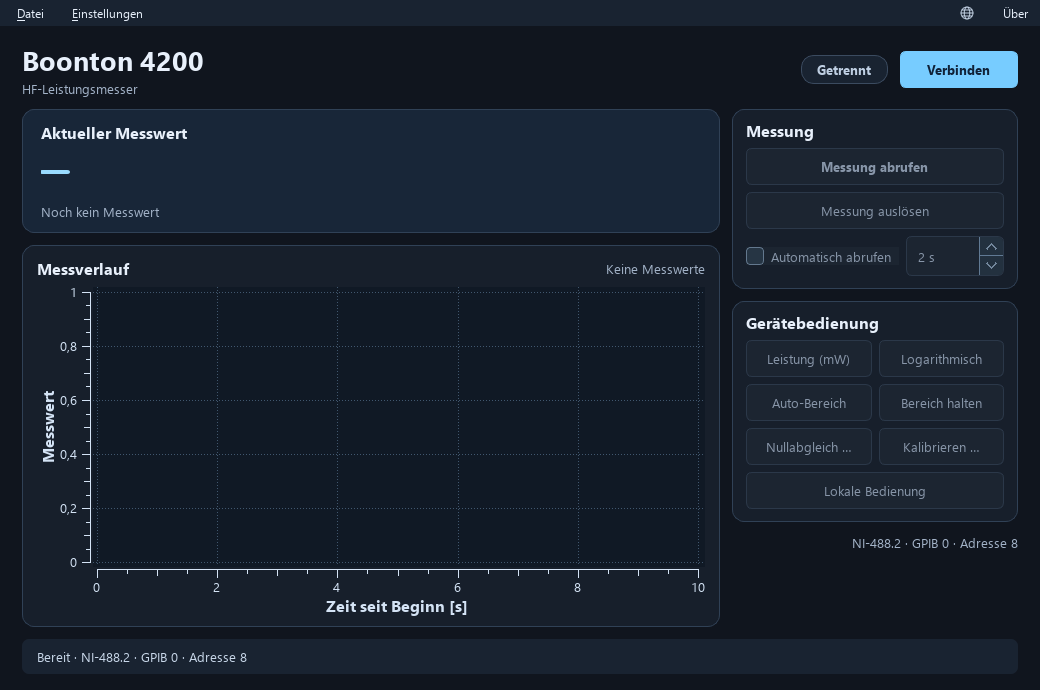 Datei Einstellungen Über
Boonton 4200
HF-Leistungsmesser
Getrennt
Verbinden
Aktueller Messwert
—
Noch kein Messwert
Messverlauf
Keine Messwerte
1
0,8
0,6
0,4
0,2
0
Messwert
0 2 4 6 8 10
Zeit seit Beginn [s]
Messung
Messung abrufen
Messung auslösen
Automatisch abrufen 2 s
Gerätebedienung
Leistung (mW) Logarithmisch
Auto-Bereich Bereich halten
Nullabgleich ... Kalibrieren ...
Lokale Bedienung
NI-488.2 · GPIB 0 · Adresse 8
Bereit · NI-488.2 · GPIB 0 · Adresse 8